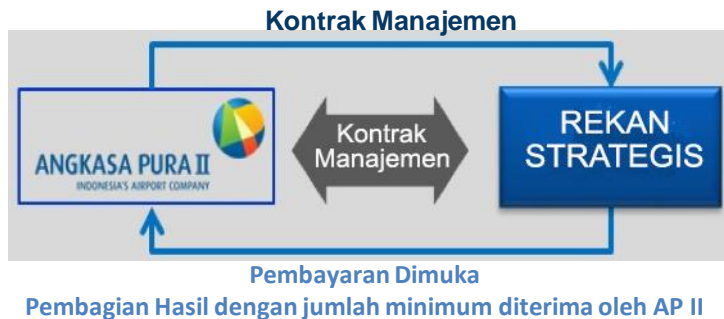 Kontrak Manajemen
ANGKASA PURA II
INDONESIA'S AIRPORT COMPANY
Kontrak
Manajemen
REKAN
STRATEGIS
Pembayaran Dimuka
Pembagian Hasil dengan jumlah minimum diterima oleh AP II